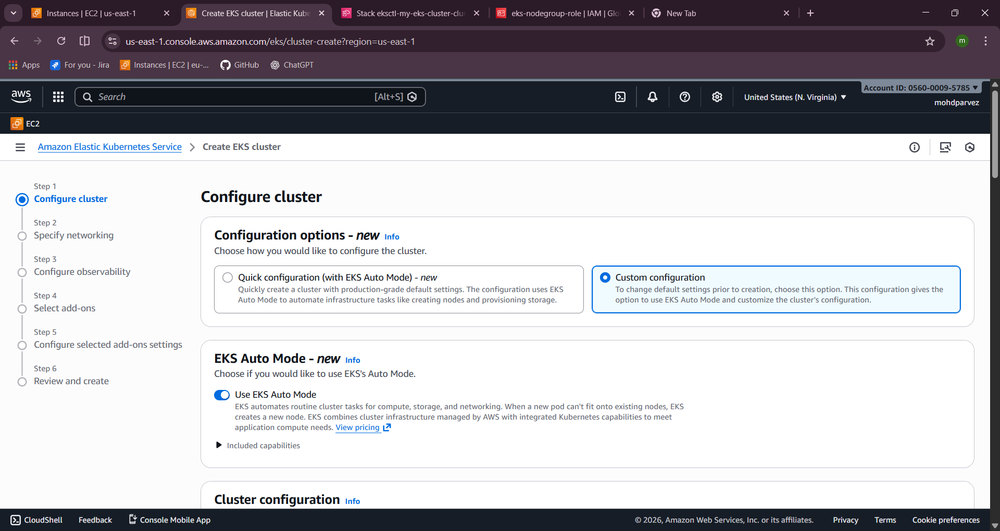 Instances | EC2 | us-east-1
Create EKS cluster | Elastic Kube
Stack eksctl-my-eks-cluster-clus
eks-nodegroup-role | IAM | Glo
New Tab
us-east-1.console.aws.amazon.com/eks/cluster-create?region=us-east-1
m
Apps
For you - Jira
Instances | EC2 | eu-...
GitHub
ChatGPT
aws
Search
[Alt+S]
United States (N. Virginia)
Account ID: 0560-0009-5785
mohdparvez
EC2
Amazon Elastic Kubernetes Service
Create EKS cluster
Step 1
Configure cluster
Step 2
Specify networking
Step 3
Configure observability
Step 4
Select add-ons
Step 5
Configure selected add-ons settings
Step 6
Review and create
Configure cluster
Configuration options - new Info
Choose how you would like to configure the cluster.
Quick configuration (with EKS Auto Mode) - new
Quickly create a cluster with production-grade default settings. The configuration uses EKS
Auto Mode to automate infrastructure tasks like creating nodes and provisioning storage.
Custom configuration
To change default settings prior to creation, choose this option. This configuration gives the
option to use EKS Auto Mode and customize the cluster's configuration.
EKS Auto Mode - new Info
Choose if you would like to use EKS's Auto Mode.
Use EKS Auto Mode
EKS automates routine cluster tasks for compute, storage, and networking. When a new pod can't fit onto existing nodes, EKS
creates a new node. EKS combines cluster infrastructure managed by AWS with integrated Kubernetes capabilities to meet
application compute needs. View pricing
Included capabilities
Cluster configuration Info
CloudShell
Feedback
Console Mobile App
© 2026, Amazon Web Services, Inc. or its affiliates.
Privacy
Terms
Cookie preferences